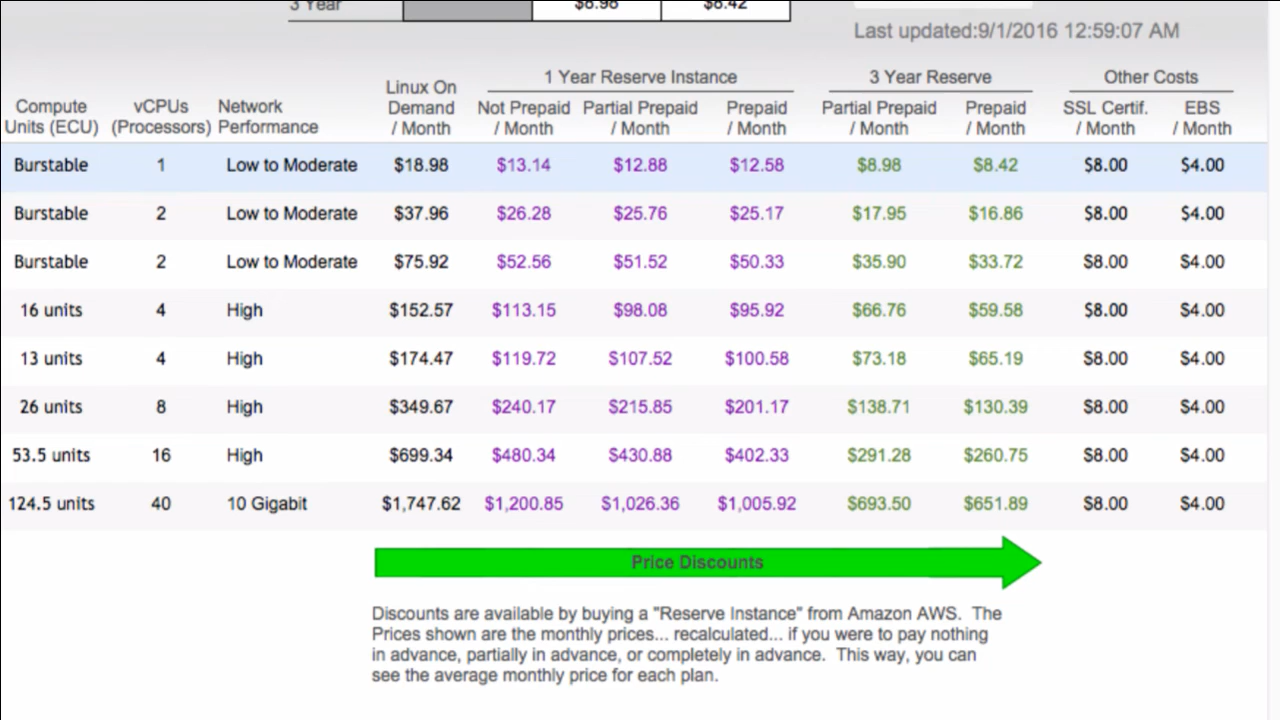 3 Year $8.98 $8.42
Last updated:9/1/2016 12:59:07 AM
1 Year Reserve Instance 3 Year Reserve Other Costs
Compute Units (ECU) vCPUs (Processors) Network Performance Linux On Demand / Month Not Prepaid / Month Partial Prepaid / Month Prepaid / Month Partial Prepaid / Month Prepaid / Month SSL Certif. / Month EBS / Month
Burstable 1 Low to Moderate $18.98 $13.14 $12.88 $12.58 $8.98 $8.42 $8.00 $4.00
Burstable 2 Low to Moderate $37.96 $26.28 $25.76 $25.17 $17.95 $16.86 $8.00 $4.00
Burstable 2 Low to Moderate $75.92 $52.56 $51.52 $50.33 $35.90 $33.72 $8.00 $4.00
16 units 4 High $152.57 $113.15 $98.08 $95.92 $66.76 $59.58 $8.00 $4.00
13 units 4 High $174.47 $119.72 $107.52 $100.58 $73.18 $65.19 $8.00 $4.00
26 units 8 High $349.67 $240.17 $215.85 $201.17 $138.71 $130.39 $8.00 $4.00
53.5 units 16 High $699.34 $480.34 $430.88 $402.33 $291.28 $260.75 $8.00 $4.00
124.5 units 40 10 Gigabit $1,747.62 $1,200.85 $1,026.36 $1,005.92 $693.50 $651.89 $8.00 $4.00
Price Discounts
Discounts are available by buying a "Reserve Instance" from Amazon AWS. The
Prices shown are the monthly prices... recalculated... if you were to pay nothing
in advance, partially in advance, or completely in advance. This way, you can
see the average monthly price for each plan.